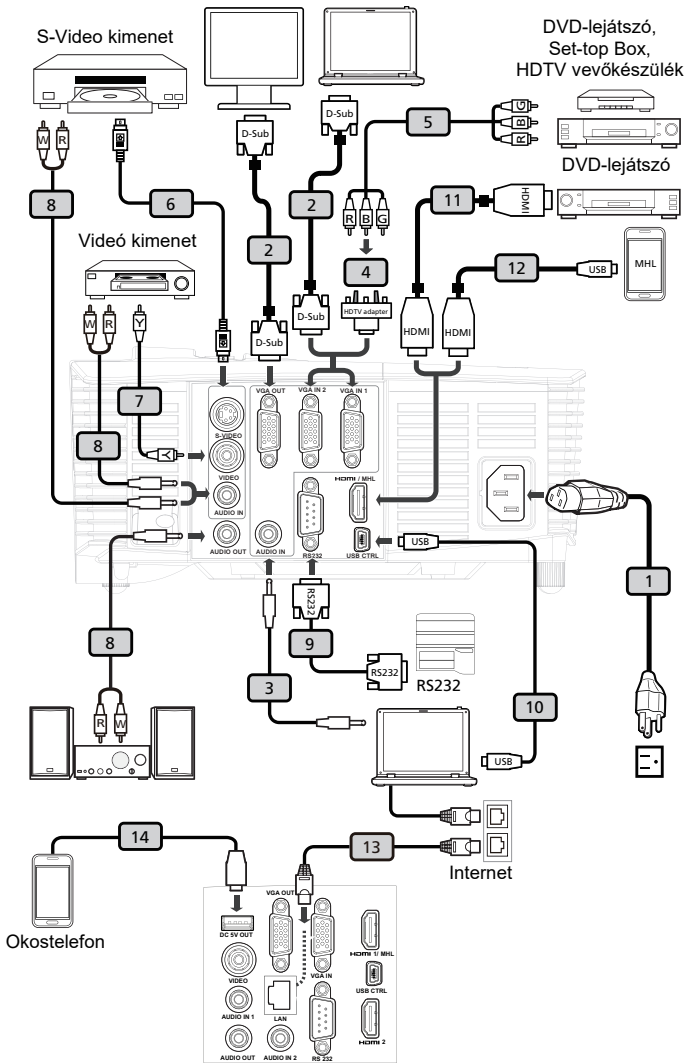 S-Video kimenet
DVD-lejátszó,
Set-top Box,
HDTV vevőkészülék
D-Sub
D-Sub
G
B
R
5
W
R
DVD-lejátszó
8
6
2
11
HDMI
R
B
G
12
USB
MHL
2
Videó kimenet
4
HDTV adapter
W
R
Y
D-Sub
D-Sub
HDMI
HDMI
7
VGA OUT
VGA IN 2
VGA IN 1
S-VIDEO
8
Y
VIDEO
HDMI / MHL
AUDIO IN
AUDIO OUT
AUDIO IN
RS232
USB CTRL
USB
1
RS232
8
9
3
RS232
RS232
10
R
W
USB
14
13
Internet
Okostelefon
VGA OUT
DC 5V OUT
HDMI 1/ MHL
VIDEO
VGA IN
USB CTRL
AUDIO IN 1
LAN
HDMI 2
AUDIO OUT
AUDIO IN 2
RS 232